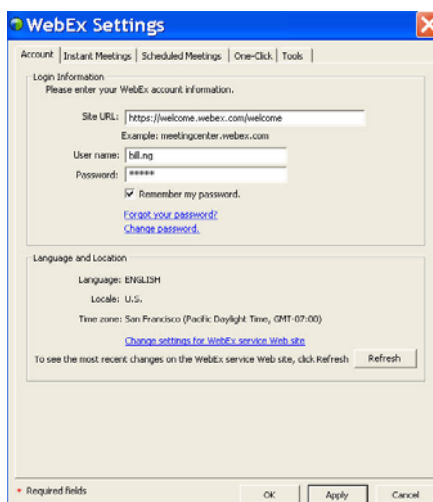 WebEx Settings
Account Instant Meetings Scheduled Meetings One-Click Tools
Login Information
Please enter your WebEx account information.
Site URL: https://welcome.webex.com/welcome
Example: meetingcenter.webex.com
User name: bill.ng
Password: *****
Remember my password.
Forgot your password?
Change password.
Language and Location
Language: ENGLISH
Locale: U.S.
Time zone: San Francisco (Pacific Daylight Time, GMT-07:00)
Change settings for WebEx service Web site
To see the most recent changes on the WebEx service Web site, click Refresh Refresh
* Required fields OK Apply Cancel